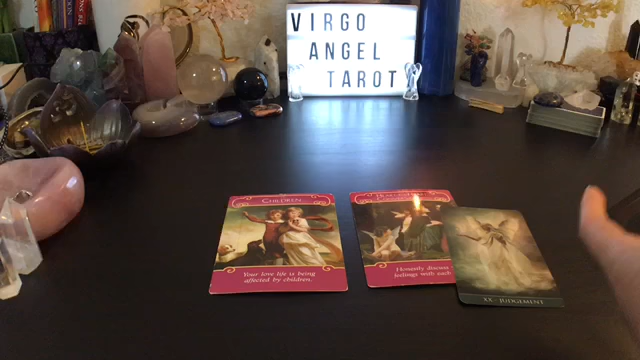 VIRGO
ANGEL
TAROT
CHILDREN
Your love life is being
affected by children.
Honestly discuss
feelings with each
XX - JUDGEMENT